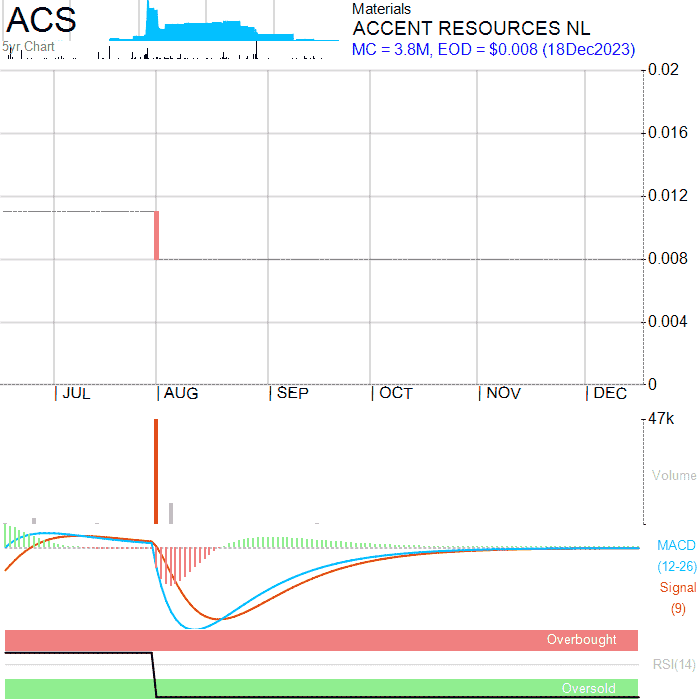 ACS
5yr Chart
Materials
ACCENT RESOURCES NL
MC = 3.8M, EOD = $0.008 (18Dec2023)
0.02
0.016
0.012
0.008
0.004
0
| JUL | AUG | SEP | OCT | NOV | DEC
47k
Volume
MACD
(12-26)
Signal
(9)
Overbought
RSI(14)
Oversold